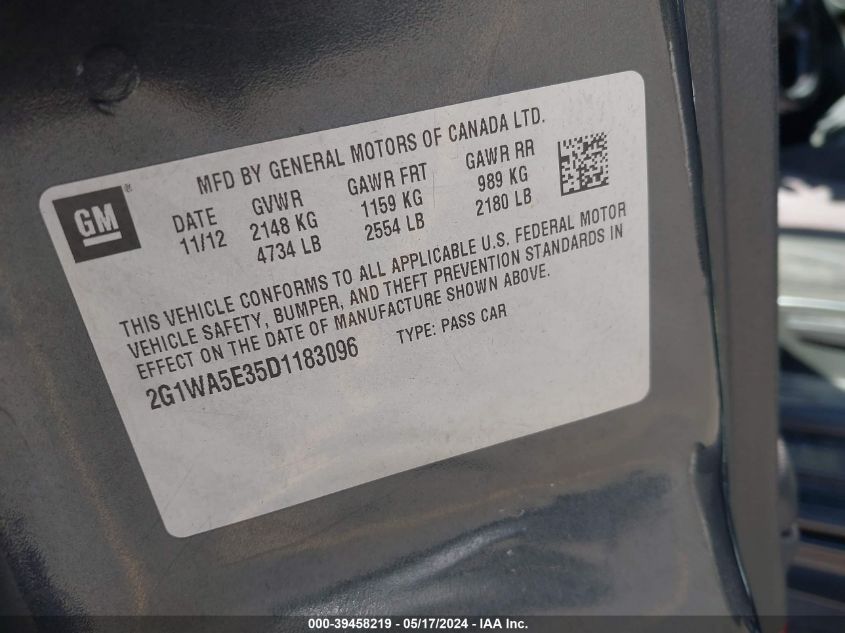 MFD BY GENERAL MOTORS OF CANADA LTD.
GM®
DATE GVWR GAWR FRT GAWR RR
11/12 2148 KG 1159 KG 989 KG
4734 LB 2554 LB 2180 LB
THIS VEHICLE CONFORMS TO ALL APPLICABLE U.S. FEDERAL MOTOR
VEHICLE SAFETY, BUMPER, AND THEFT PREVENTION STANDARDS IN
EFFECT ON THE DATE OF MANUFACTURE SHOWN ABOVE.
2G1WA5E35D1183096 TYPE: PASS CAR
000-39458219 - 05/17/2024 - IAA Inc.